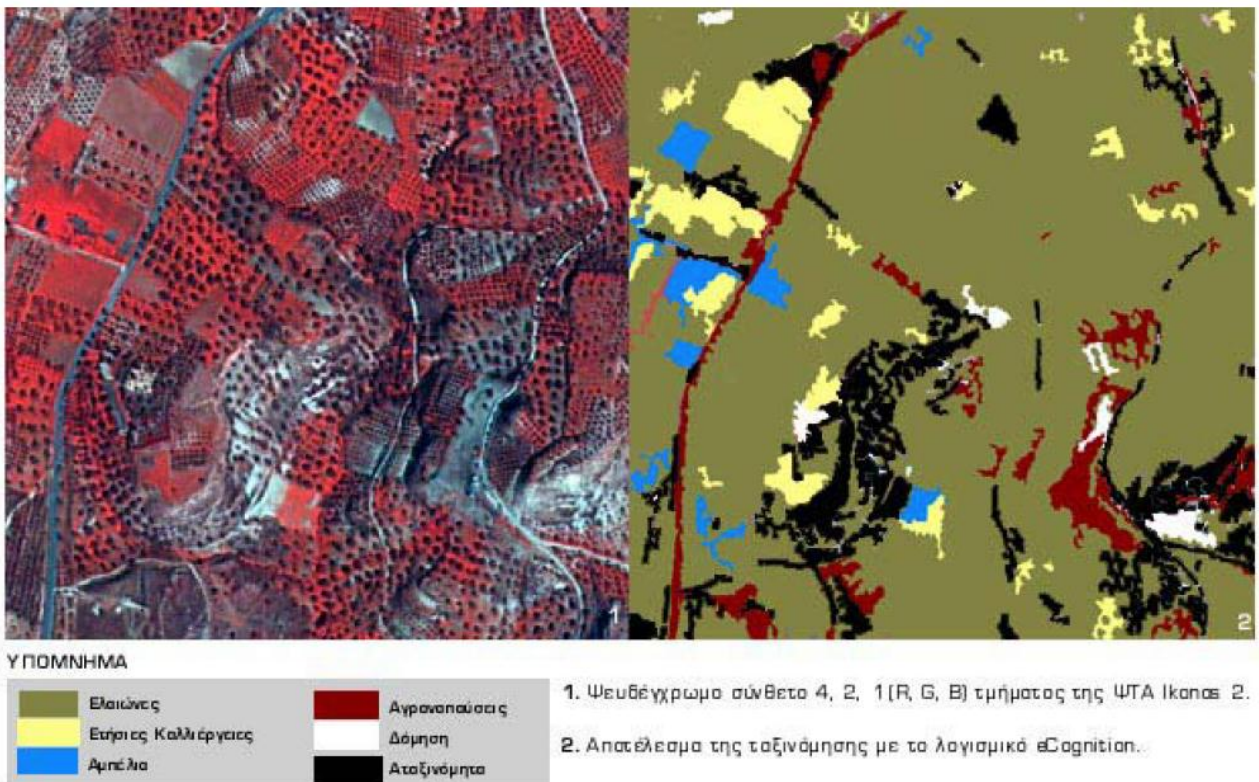 1
2
ΥΠΟΜΝΗΜΑ
Ελαιώνες
Ετήσιες Καλλιέργειες
Αμπέλια
Αγραναπαύσεις
Δόμηση
Αταξινόμητα
1. Ψευδέγχρωμο σύνθετο 4, 2, 1 (R, G, B) τμήματος της ΨΤΑ Ikonos 2.
2. Αποτέλεσμα της ταξινόμησης με το λογισμικό eCognition.